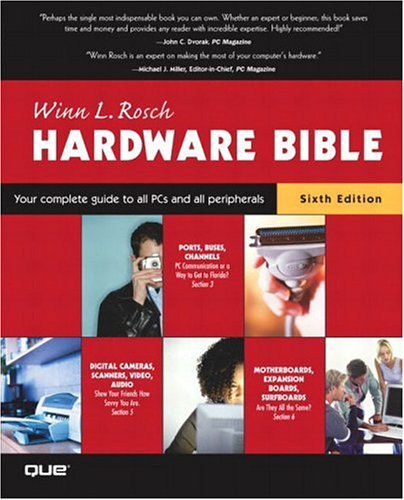 "Perhaps the single most indispensable book you can own. Whether an expert or beginner, this book saves
time and money and provides any reader with incredible expertise. Highly recommended!"
—John C. Dvorak, PC Magazine
"Winn Rosch is an expert on making the most of your computer's hardware."
—Michael J. Miller, Editor-in-Chief, PC Magazine
Winn L. Rosch
HARDWARE BIBLE
Your complete guide to all PCs and all peripherals
Sixth Edition
PORTS, BUSES,
CHANNELS
PC Communication or a
Way to Get to Florida?
Section 3
DIGITAL CAMERAS,
SCANNERS, VIDEO,
AUDIO
Show Your Friends How
Savvy You Are.
Section 5
MOTHERBOARDS,
EXPANSION
BOARDS,
SURFBOARDS
Are They All the Same?
Section 6
QUE